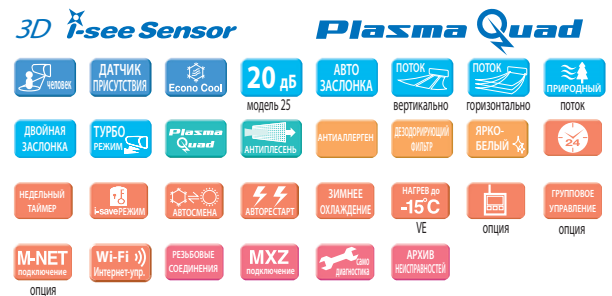 3D i-see Sensor Plasma Quad
человек
ДАТЧИК
ПРИСУТСТВИЯ
Econo Cool
20 дБ
модель 25
АВТО
ЗАСЛОНКА
ПОТОК
вертикально
ПОТОК
горизонтально
ПРИРОДНЫЙ
поток
ДВОЙНАЯ
ЗАСЛОНКА
ТУРБО
РЕЖИМ
Plasma
Quad
АНТИПЛЕСЕНЬ
АНТИАЛЛЕРГЕН
ДЕЗОДОРИРУЮЩИЙ
ФИЛЬТР
ЯРКО-
БЕЛЫЙ
24
НЕДЕЛЬНЫЙ
ТАЙМЕР
i-saveРЕЖИМ
АВТОСМЕНА
АВТОРЕСТАРТ
ЗИМНЕЕ
ОХЛАЖДЕНИЕ
НАГРЕВ до
-15°C
VE
опция
ГРУППОВОЕ
УПРАВЛЕНИЕ
опция
M-NET
подключение
опция
Wi-Fi
Интернет-упр.
РЕЗЬБОВЫЕ
СОЕДИНЕНИЯ
MXZ
подключение
само
диагностика
АРХИВ
НЕИСПРАВНОСТЕЙ